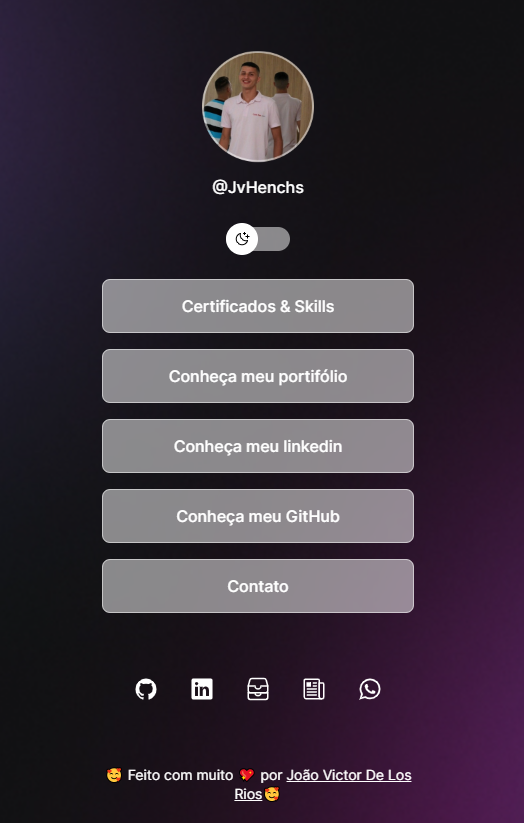 @JvHenchs
Certificados & Skills
Conheça meu portifólio
Conheça meu linkedin
Conheça meu GitHub
Contato
🥰 Feito com muito 💖 por João Victor De Los
Rios🥰